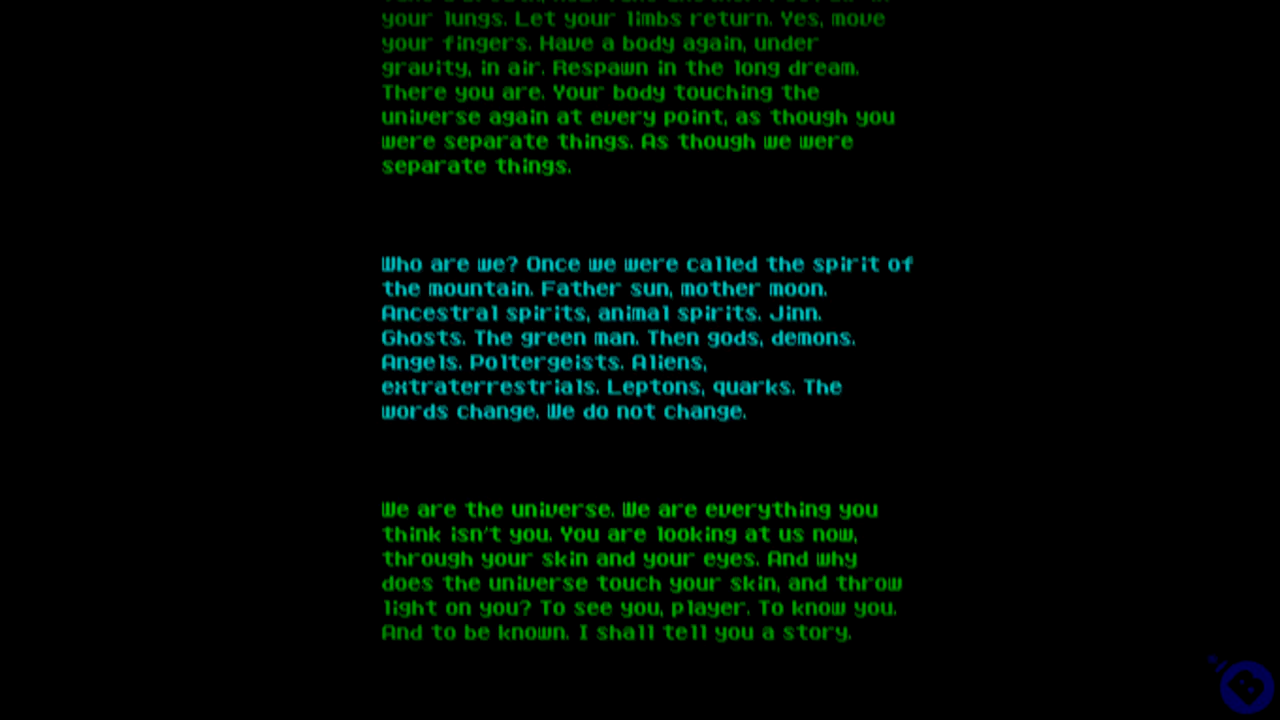 your lungs. Let your limbs return. Yes, move
your fingers. Have a body again, under
gravity, in air. Respawn in the long dream.
There you are. Your body touching the
universe again at every point, as though you
were separate things. As though we were
separate things.
Who are we? Once we were called the spirit of
the mountain. Father sun, mother moon.
Ancestral spirits, animal spirits. Jinn.
Ghosts. The green man. Then gods, demons.
Angels. Poltergeists. Aliens,
extraterrestrials. Leptons, quarks. The
words change. We do not change.
We are the universe. We are everything you
think isn't you. You are looking at us now,
through your skin and your eyes. And why
does the universe touch your skin, and throw
light on you? To see you, player. To know you.
And to be known. I shall tell you a story.
B